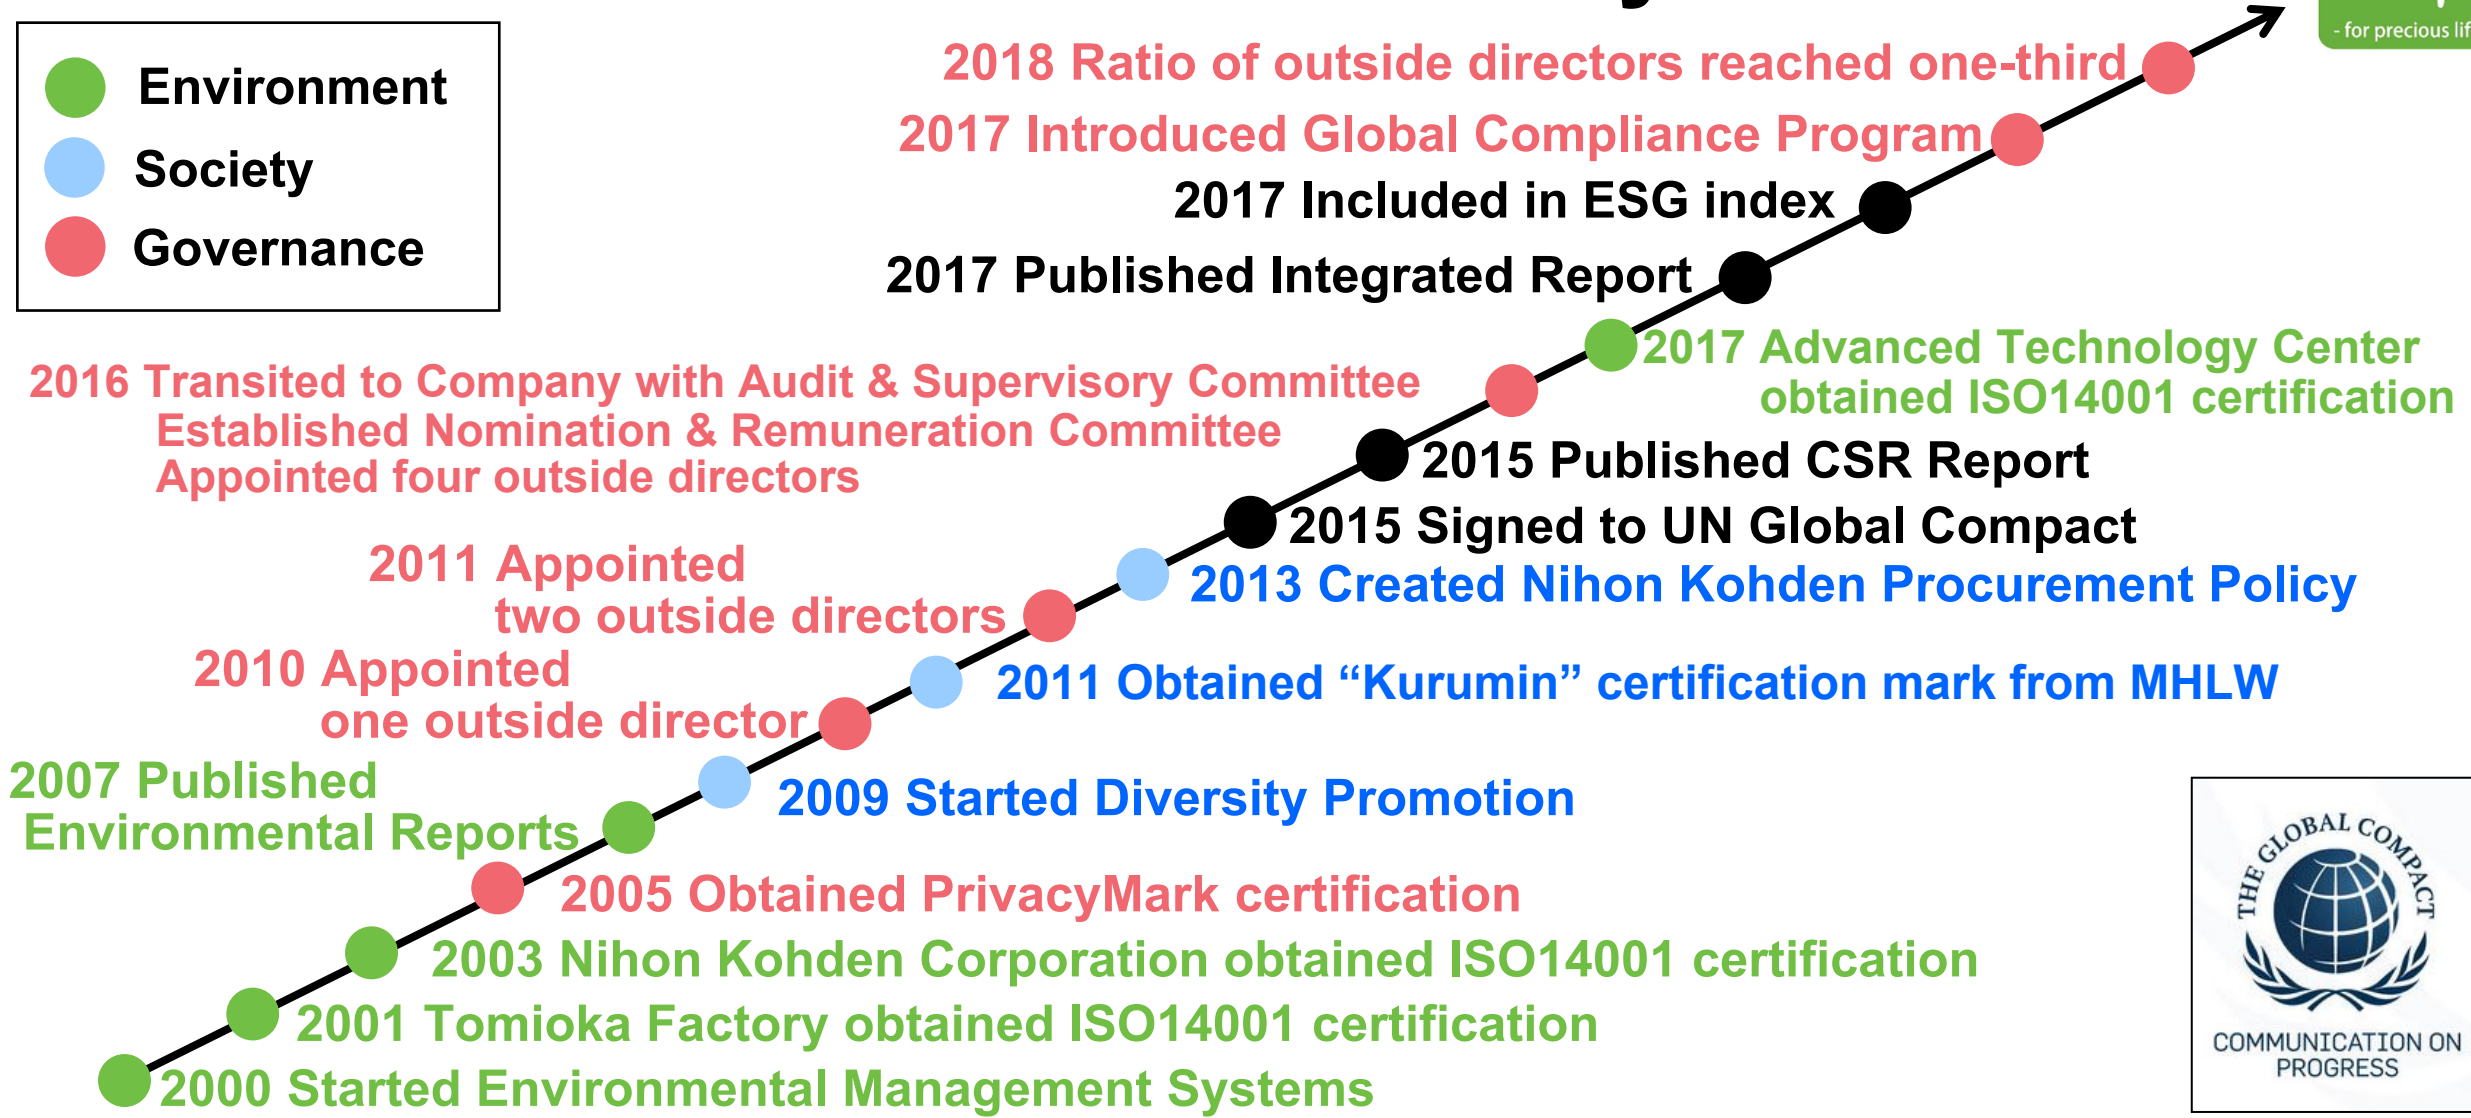 - for precious lif
Environment
Society
Governance
2018 Ratio of outside directors reached one-third
2017 Introduced Global Compliance Program
2017 Included in ESG index
2017 Published Integrated Report
2017 Advanced Technology Center
obtained ISO14001 certification
2016 Transited to Company with Audit & Supervisory Committee
Established Nomination & Remuneration Committee
Appointed four outside directors
2015 Published CSR Report
2015 Signed to UN Global Compact
2013 Created Nihon Kohden Procurement Policy
2011 Appointed
two outside directors
2011 Obtained “Kurumin” certification mark from MHLW
2010 Appointed
one outside director
2009 Started Diversity Promotion
2007 Published
Environmental Reports
2005 Obtained PrivacyMark certification
2003 Nihon Kohden Corporation obtained ISO14001 certification
2001 Tomioka Factory obtained ISO14001 certification
2000 Started Environmental Management Systems
THE GLOBAL COMPACT
COMMUNICATION ON
PROGRESS